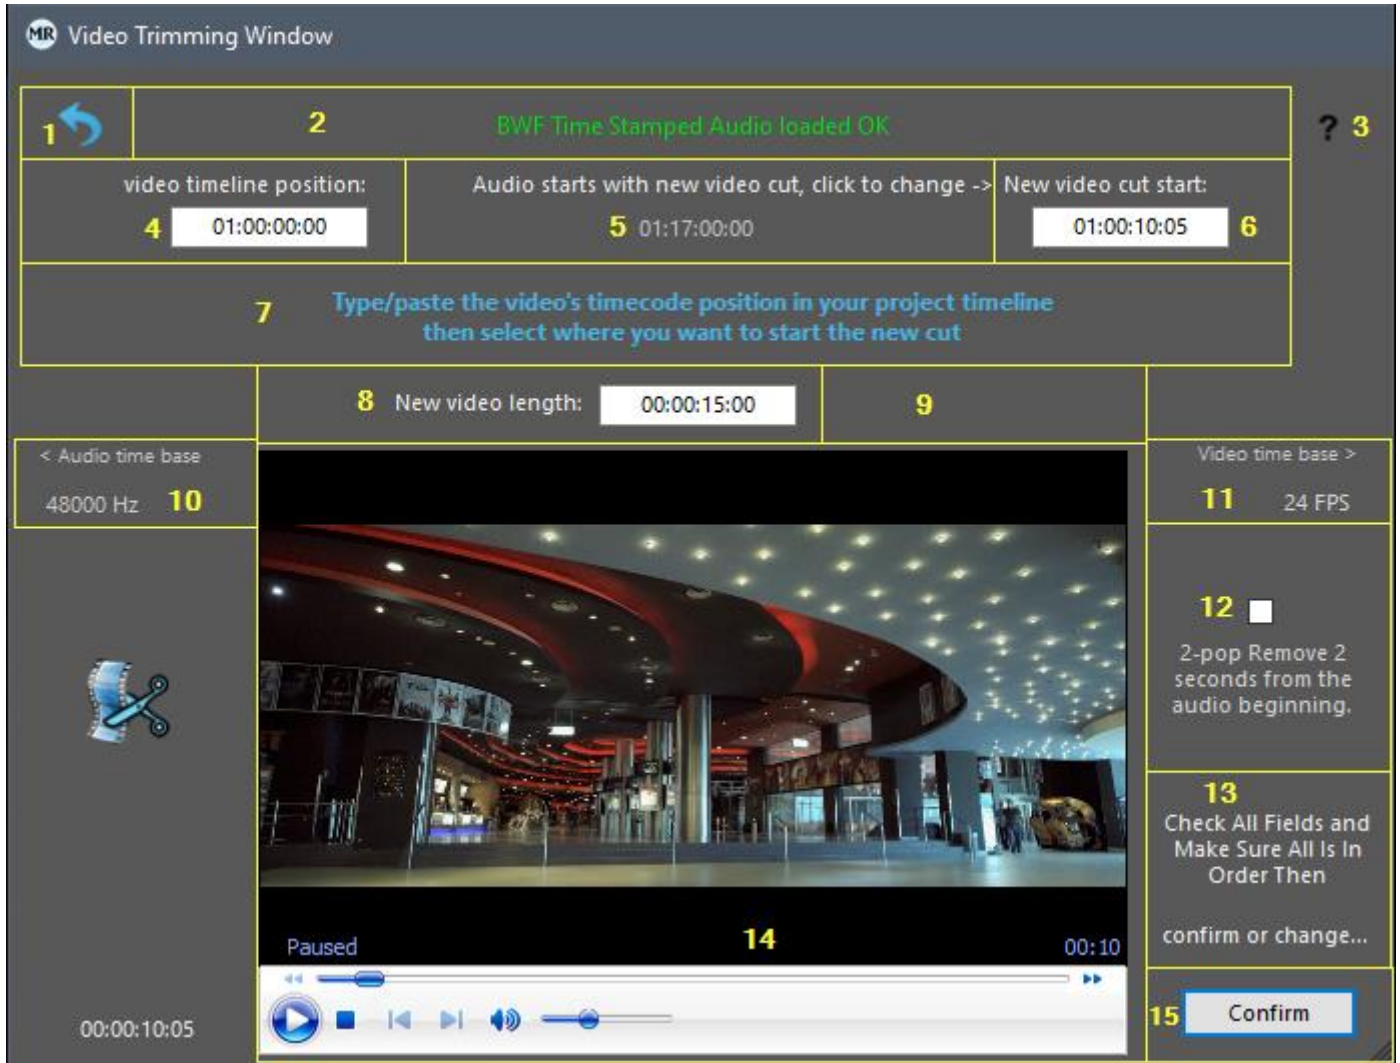 MR Video Trimming Window
1
2 BWF Time Stamped Audio loaded OK
? 3
video timeline position:
4 01:00:00:00
Audio starts with new video cut, click to change ->
5 01:17:00:00
New video cut start:
01:00:10:05 6
7 Type/paste the video's timecode position in your project timeline
then select where you want to start the new cut
8 New video length: 00:00:15:00
9
< Audio time base
48000 Hz 10
Video time base >
11 24 FPS
12
2-pop Remove 2
seconds from the
audio beginning.
13
Check All Fields and
Make Sure All Is In
Order Then
confirm or change...
Paused 14 00:10
00:00:10:05
15 Confirm